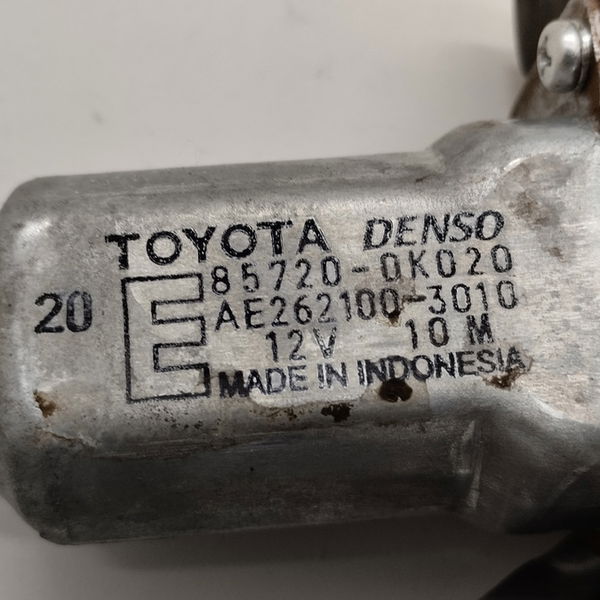 TOYOTA DENSO
20
E
85720-0K020
AE262100-3010
12V 10 M
MADE IN INDONESIA